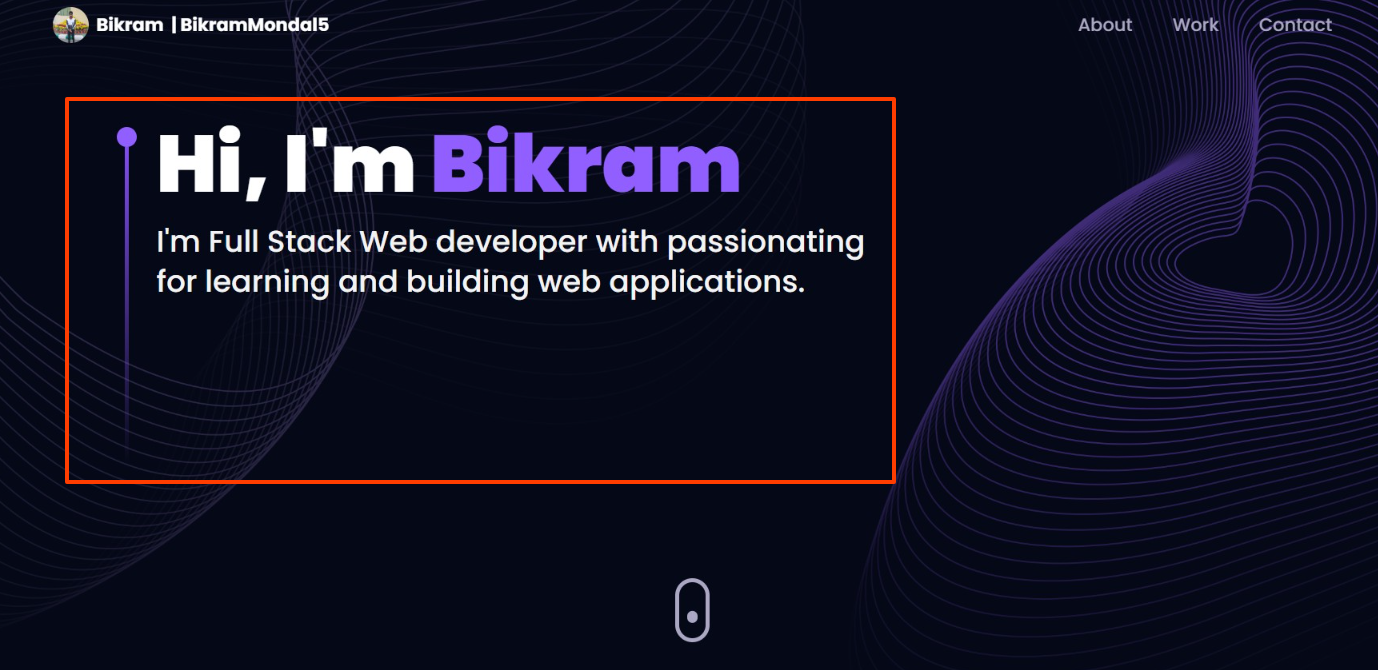 Bikram | BikramMondal5
About Work Contact
Hi, I'm Bikram
I'm Full Stack Web developer with passionating
for learning and building web applications.